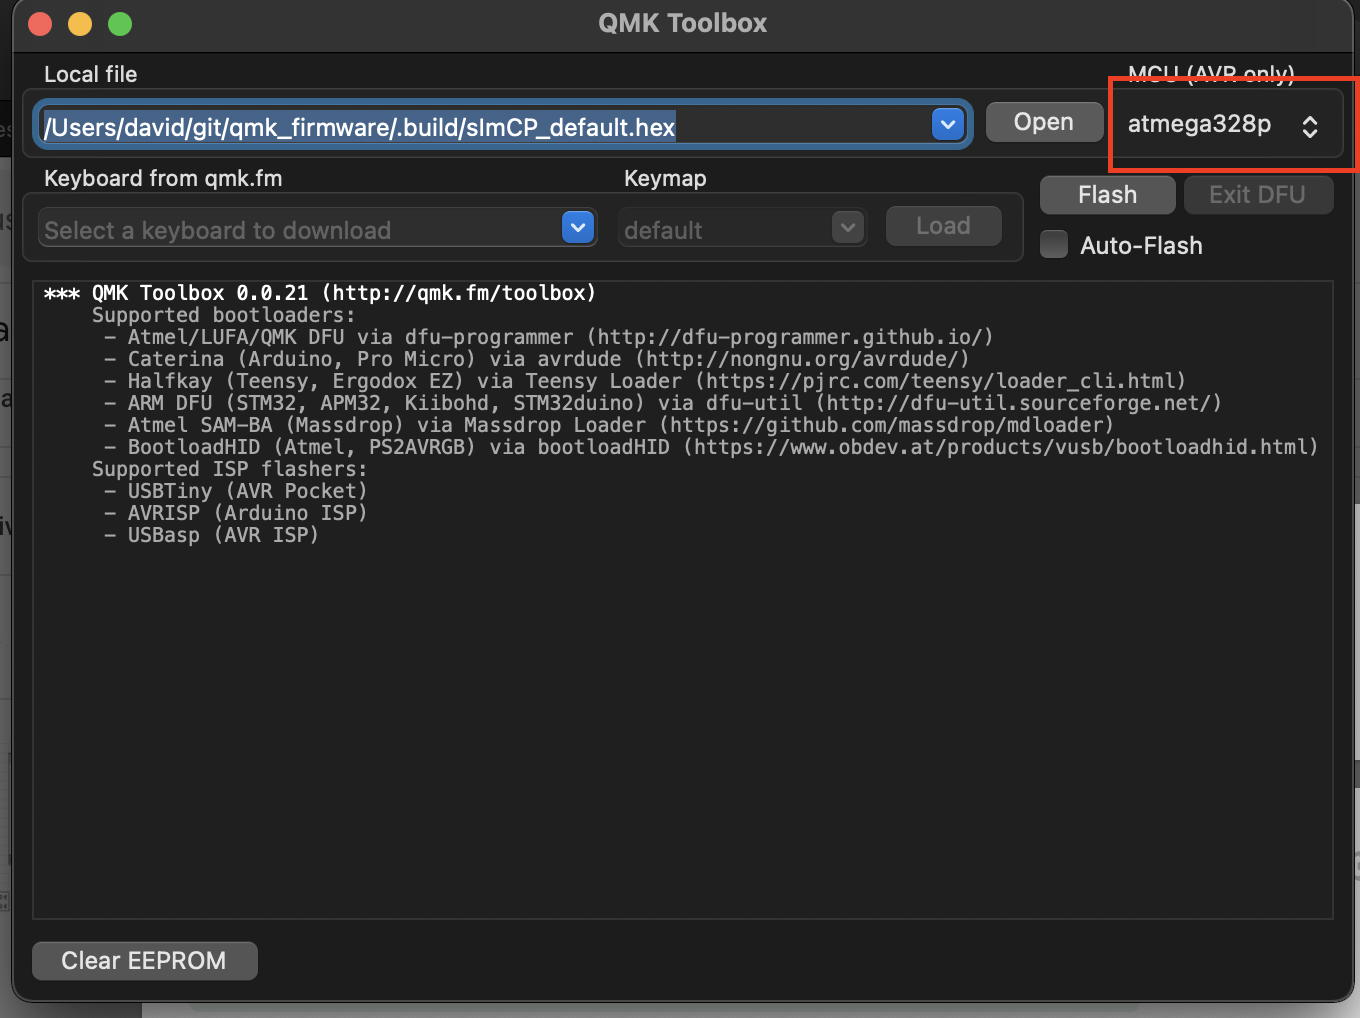 QMK Toolbox
Local file
MCU (AVR only)
/Users/david/git/qmk_firmware/.build/slmCP_default.hex
Open
atmega328p
Keyboard from qmk.fm
Keymap
Flash
Exit DFU
Select a keyboard to download
default
Load
Auto-Flash
*** QMK Toolbox 0.0.21 (http://qmk.fm/toolbox)
Supported bootloaders:
– Atmel/LUFA/QMK DFU via dfu-programmer (http://dfu-programmer.github.io/)
– Caterina (Arduino, Pro Micro) via avrdude (http://nongnu.org/avrdude/)
– Halfkay (Teensy, Ergodox EZ) via Teensy Loader (https://pjrc.com/teensy/loader_cli.html)
– ARM DFU (STM32, APM32, Kiibohd, STM32duino) via dfu-util (http://dfu-util.sourceforge.net/)
– Atmel SAM-BA (Massdrop) via Massdrop Loader (https://github.com/massdrop/mdloader)
– BootloadHID (Atmel, PS2AVRGB) via bootloadHID (https://www.obdev.at/products/vusb/bootloadhid.html)
Supported ISP flashers:
– USBTiny (AVR Pocket)
– AVRISP (Arduino ISP)
– USBasp (AVR ISP)
Clear EEPROM